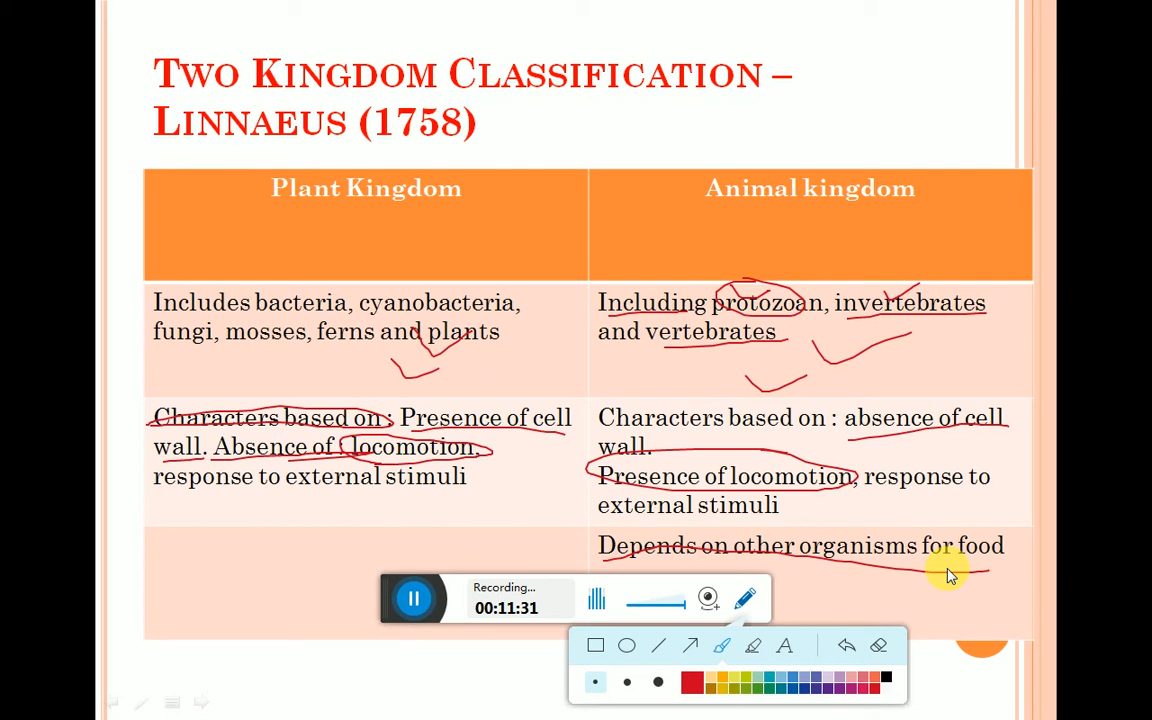 TWO KINGDOM CLASSIFICATION –
LINNAEUS (1758)
Plant Kingdom
Animal kingdom
Includes bacteria, cyanobacteria,
fungi, mosses, ferns and plants
Including protozoan, invertebrates
and vertebrates
Characters based on : Presence of cell
wall. Absence of : locomotion,
response to external stimuli
Characters based on : absence of cell
wall.
Presence of locomotion, response to
external stimuli
Depends on other organisms for food
Recording...
00:11:31
A